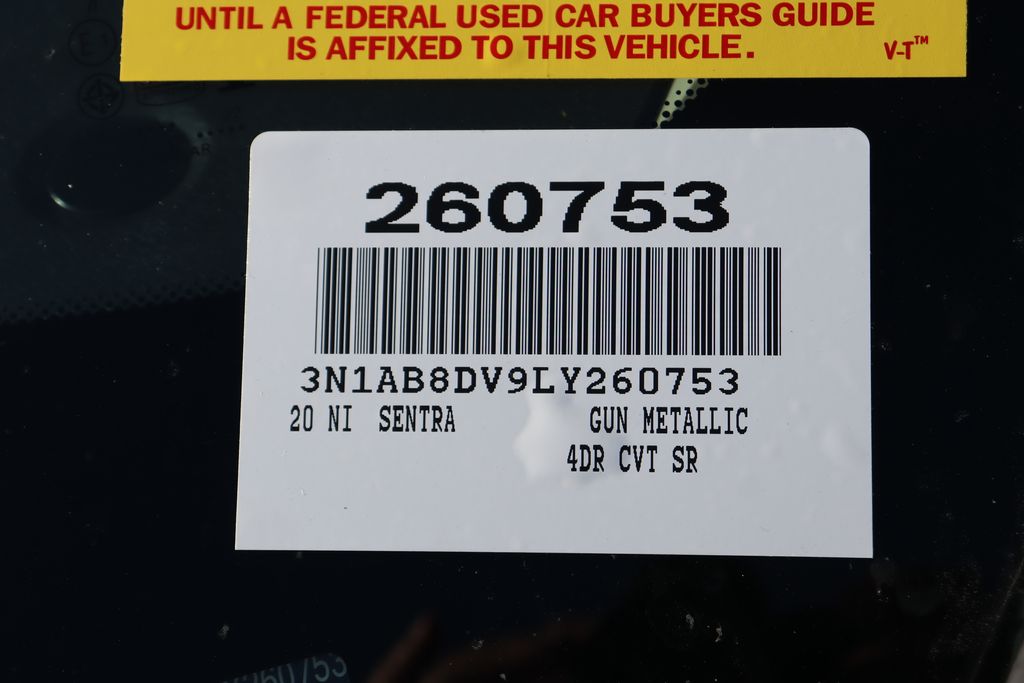 UNTIL A FEDERAL USED CAR BUYERS GUIDE
IS AFFIXED TO THIS VEHICLE. V-T™
260753
3N1AB8DV9LY260753
20 NI SENTRA GUN METALLIC
4DR CVT SR
260753